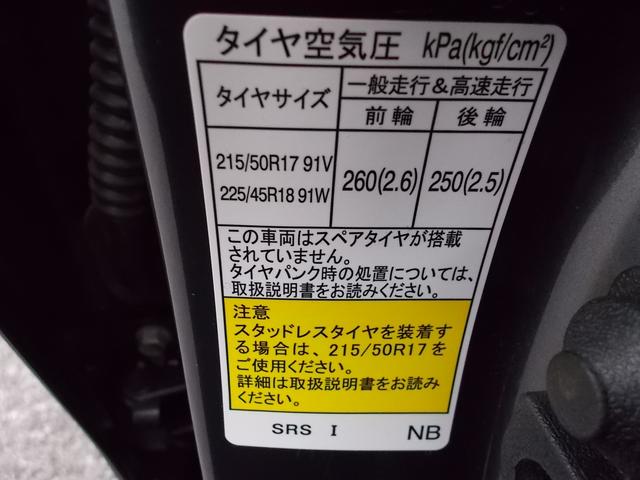 タイヤ空気圧 kPa(kgf/cm²)
タイヤサイズ 一般走行&高速走行
前輪 後輪
215/50R17 91V
225/45R18 91W
260(2.6) 250(2.5)
この車両はスペアタイヤが搭載
されていません。
タイヤパンク時の処置については、
取扱説明書をお読みください。
注意
スタッドレスタイヤを装着す
る場合は、215/50R17を
ご使用ください。
詳細は取扱説明書をお読み
ください。
SRS I NB